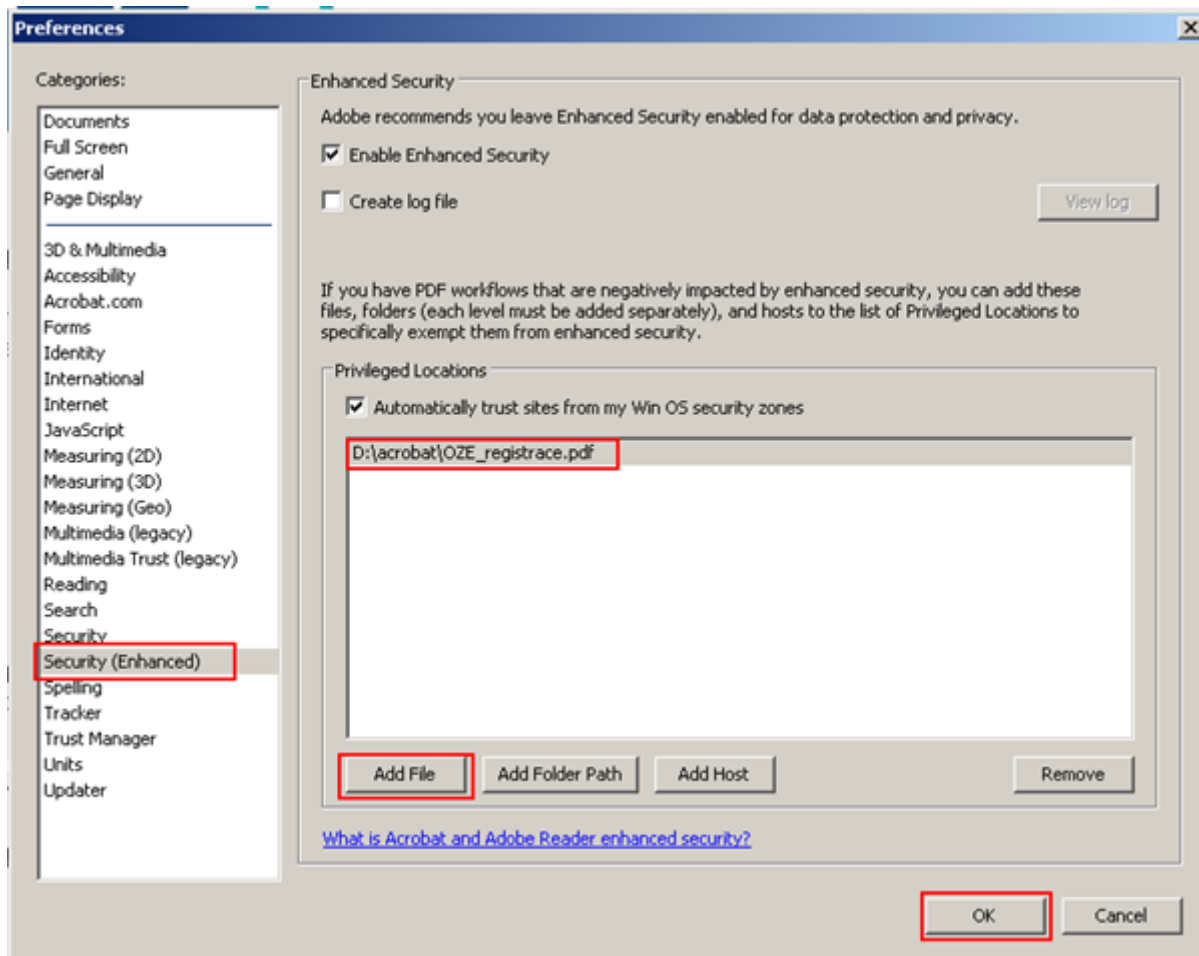 Preferences
Categories:
Documents
Full Screen
General
Page Display
3D & Multimedia
Accessibility
Acrobat.com
Forms
Identity
International
Internet
JavaScript
Measuring (2D)
Measuring (3D)
Measuring (Geo)
Multimedia (legacy)
Multimedia Trust (legacy)
Reading
Search
Security
Security (Enhanced)
Spelling
Tracker
Trust Manager
Units
Updater
Enhanced Security
Adobe recommends you leave Enhanced Security enabled for data protection and privacy.
Enable Enhanced Security
Create log file
View log
If you have PDF workflows that are negatively impacted by enhanced security, you can add these
files, folders (each level must be added separately), and hosts to the list of Privileged Locations to
specifically exempt them from enhanced security.
Privileged Locations
Automatically trust sites from my Win OS security zones
D:\acrobat\OZE_registrace.pdf
Add File
Add Folder Path
Add Host
Remove
What is Acrobat and Adobe Reader enhanced security?
OK
Cancel